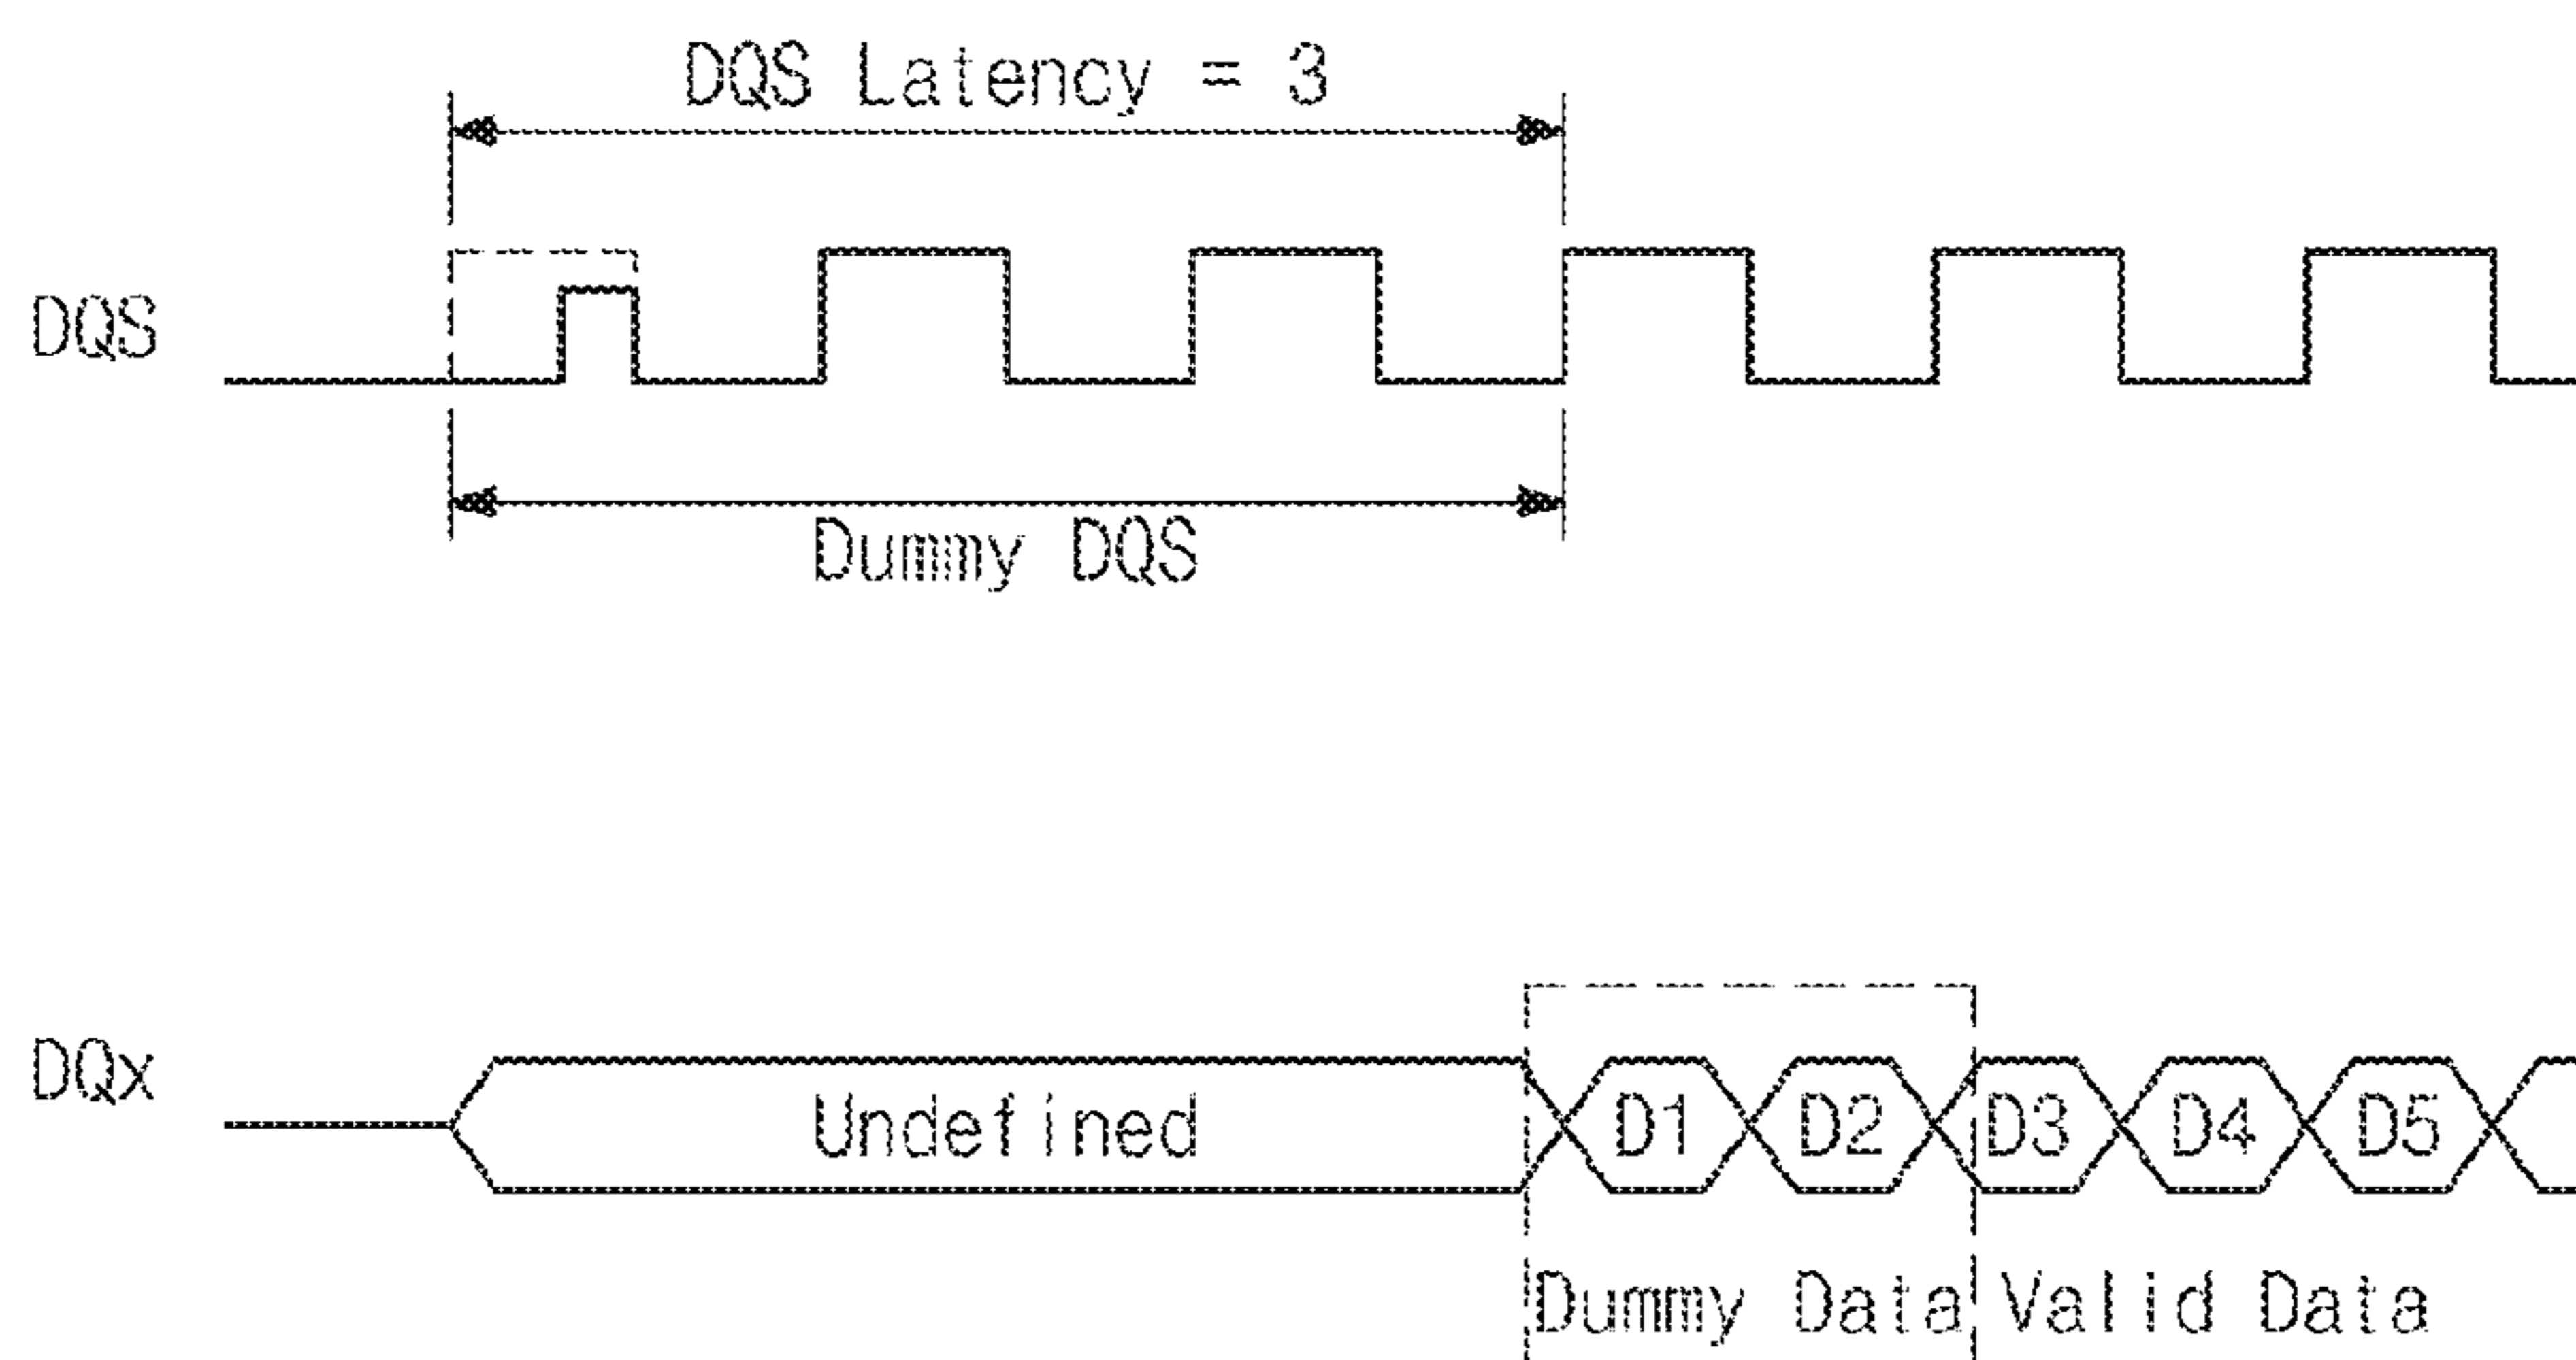 DQS Latency = 3
DQS
Dummy DQS
DQx
Undefined
D1
D2
D3
D4
D5
Dummy Data
Valid Data